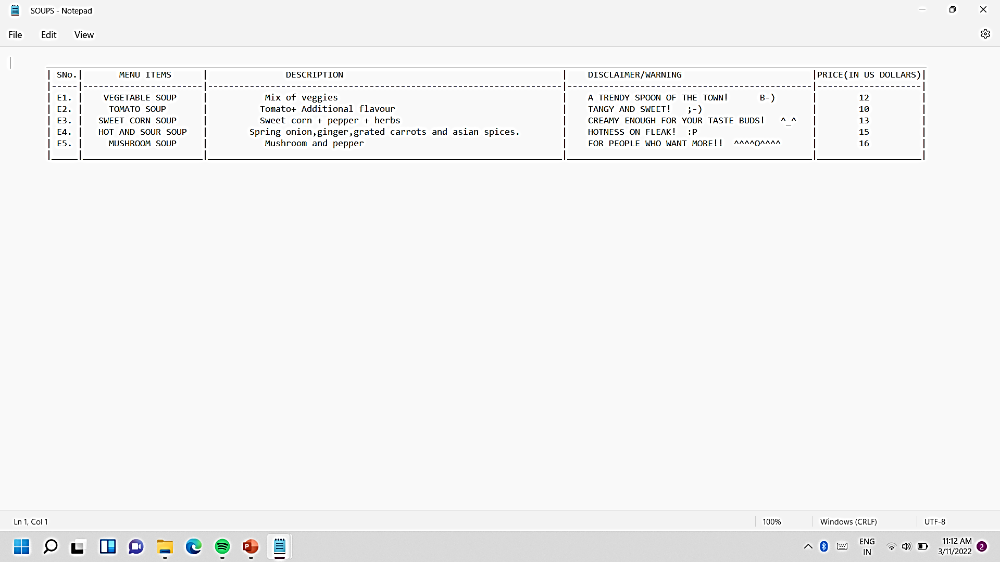 SOUPS - Notepad
File Edit View
| SNo.| MENU ITEMS | DESCRIPTION | DISCLAIMER/WARNING |PRICE(IN US DOLLARS)|
| E1. | VEGETABLE SOUP | Mix of veggies | A TRENDY SPOON OF THE TOWN! B-) | 12 |
| E2. | TOMATO SOUP | Tomato+ Additional flavour | TANGY AND SWEET! ;-) | 10 |
| E3. | SWEET CORN SOUP | Sweet corn + pepper + herbs | CREAMY ENOUGH FOR YOUR TASTE BUDS! ^_^ | 13 |
| E4. | HOT AND SOUR SOUP | Spring onion,ginger,grated carrots and asian spices. | HOTNESS ON FLEAK! :P | 15 |
| E5. | MUSHROOM SOUP | Mushroom and pepper | FOR PEOPLE WHO WANT MORE!! ^^^^O^^^^ | 16 |
Ln 1, Col 1 100% Windows (CRLF) UTF-8
P ENG 11:12 AM
IN 3/11/2022 2